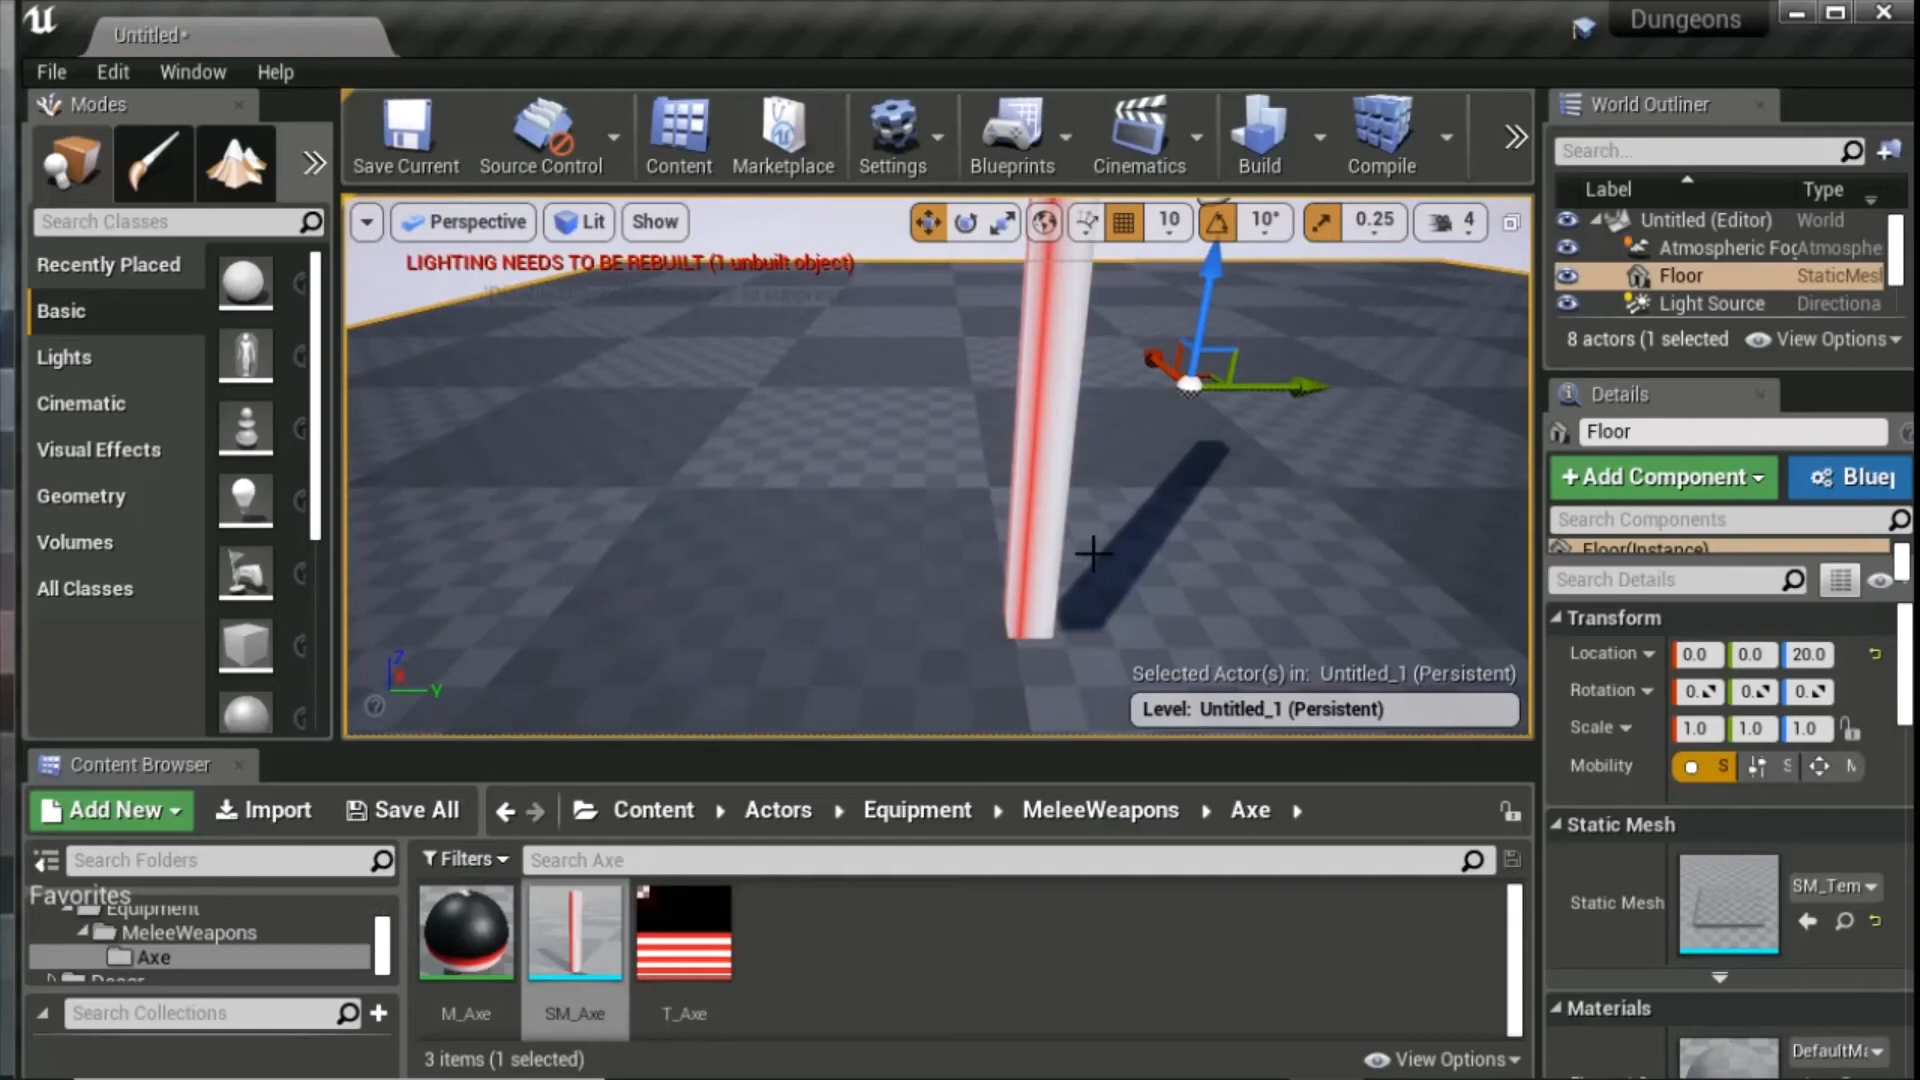 Untitled*
Dungeons
File Edit Window Help
Modes
Save Current
Source Control
Content
Marketplace
Settings
Blueprints
Cinematics
Build
Compile
World Outliner
Search...
Label
Type
Search Classes
Perspective
Lit
Show
10
10°
0.25
4
Untitled (Editor) World
Atmospheric Fog Atmosphe
Floor StaticMesh
Light Source Directiona
8 actors (1 selected
View Options
LIGHTING NEEDS TO BE REBUILT (1 unbuilt object)
Recently Placed
Basic
Lights
Cinematic
Visual Effects
Geometry
Volumes
All Classes
Details
Floor
+Add Component
Search Components
Floor(Instance)
Search Details
Transform
Location 0.0 0.0 20.0
Rotation 0. 0. 0.
Scale 1.0 1.0 1.0
Mobility S S M
Z
X
Y
Selected Actor(s) in: Untitled_1 (Persistent)
Level: Untitled_1 (Persistent)
Content Browser
Add New
Import
Save All
Content
Actors
Equipment
MeleeWeapons
Axe
Static Mesh
Static Mesh
SM_Tem
Search Folders
Filters
Search Axe
Favorites
Equipment
MeleeWeapons
Axe
Search Collections
M_Axe
SM_Axe
T_Axe
3 items (1 selected)
View Options
Materials
DefaultMa